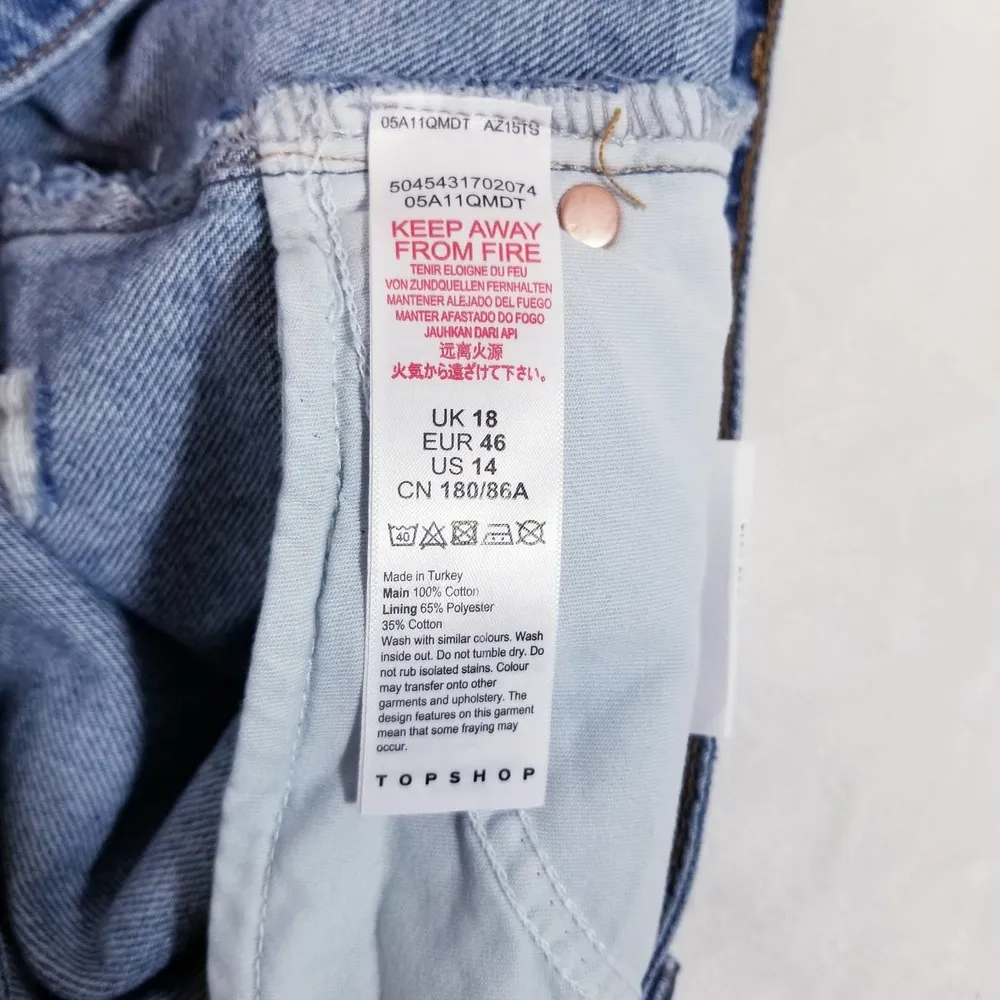 05A11QMDT AZ15TS
5045431702074
05A11QMDT
KEEP AWAY
FROM FIRE
TENIR ELOIGNE DU FEU
VON ZUNDQUELLEN FERNHALTEN
MANTENER ALEJADO DEL FUEGO
MANTER AFASTADO DO FOGO
JAUHKAN DARI API
远离火源
火気から遠ざけて下さい。
UK 18
EUR 46
US 14
CN 180/86A
40
Made in Turkey
Main 100% Cotton
Lining 65% Polyester
35% Cotton
Wash with similar colours. Wash
inside out. Do not tumble dry. Do
not rub isolated stains. Colour
may transfer onto other
garments and upholstery. The
design features on this garment
mean that some fraying may
occur.
TOPSHOP